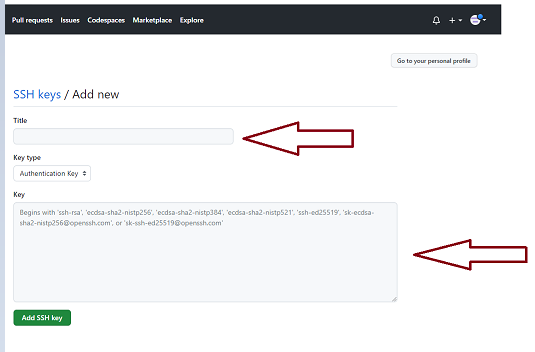 Pull requests Issues Codespaces Marketplace Explore
Go to your personal profile
SSH keys / Add new
Title
Key type
Authentication Key
Key
Begins with 'ssh-rsa', 'ecdsa-sha2-nistp256', 'ecdsa-sha2-nistp384', 'ecdsa-sha2-nistp521', 'ssh-ed25519', 'sk-ecdsa-
sha2-nistp256@openssh.com', or 'sk-ssh-ed25519@openssh.com'
Add SSH key